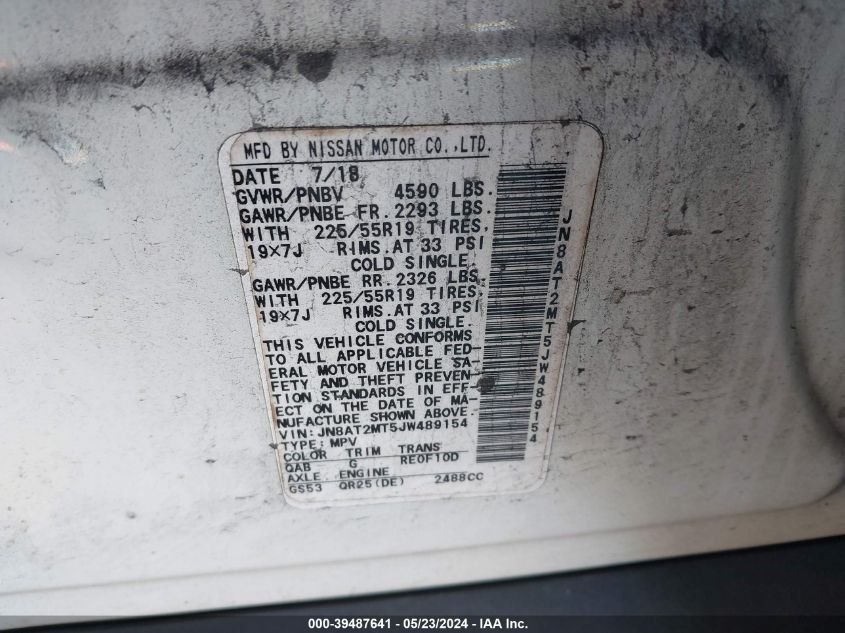 MFD BY NISSAN MOTOR CO.,LTD.
DATE 7/18
GVWR/PNBV 4590 LBS.
GAWR/PNBE FR. 2293 LBS.
WITH 225/55R19 TIRES,
19×7J RIMS.AT 33 PSI
COLD SINGLE.
GAWR/PNBE RR. 2326 LBS.
WITH 225/55R19 TIRES,
19×7J RIMS.AT 33 PSI
COLD SINGLE.
THIS VEHICLE CONFORMS
TO ALL APPLICABLE FED-
ERAL MOTOR VEHICLE SA-
FETY AND THEFT PREVEN-
TION STANDARDS IN EFF-
ECT ON THE DATE OF MA-
NUFACTURE SHOWN ABOVE.
VIN: JN8AT2MT5JW489154
TYPE: MPV
COLOR TRIM TRANS
QAB G RE0F10D
AXLE ENGINE
GS53 QR25(DE) 2488CC
JN8AT2MT5JW489154
000-39487641 - 05/23/2024 - IAA Inc.